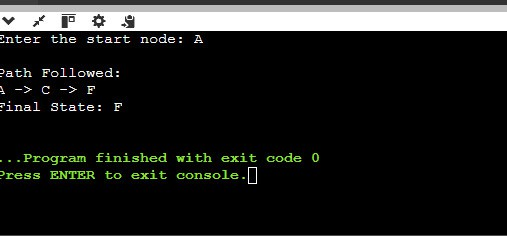 Enter the start node: A
Path Followed:
A -> C -> F
Final State: F
...Program finished with exit code 0
Press ENTER to exit console.